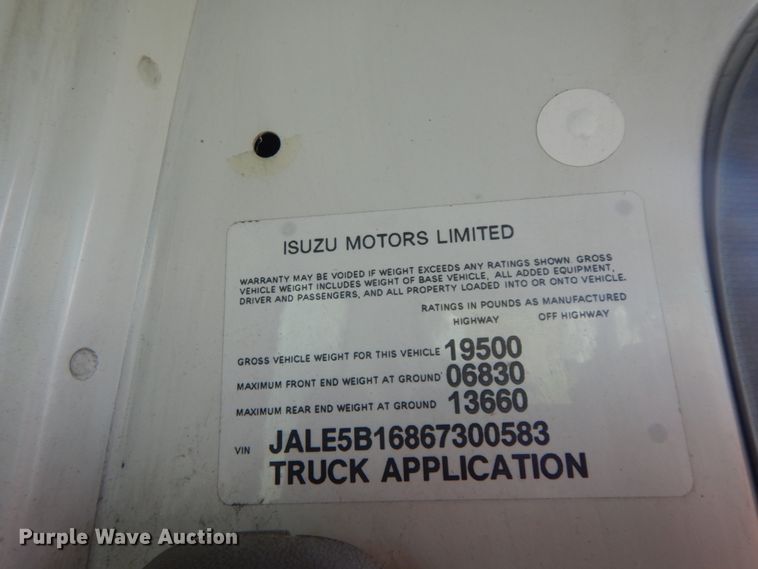 ISUZU MOTORS LIMITED
WARRANTY MAY BE VOIDED IF WEIGHT EXCEEDS ANY RATINGS SHOWN. GROSS
VEHICLE WEIGHT INCLUDES WEIGHT OF BASE VEHICLE, ALL ADDED EQUIPMENT,
DRIVER AND PASSENGERS, AND ALL PROPERTY LOADED INTO OR ONTO VEHICLE.
RATINGS IN POUNDS AS MANUFACTURED
HIGHWAY OFF HIGHWAY
GROSS VEHICLE WEIGHT FOR THIS VEHICLE 19500
MAXIMUM FRONT END WEIGHT AT GROUND 06830
MAXIMUM REAR END WEIGHT AT GROUND 13660
VIN JALE5B16867300583
TRUCK APPLICATION
Purple Wave Auction